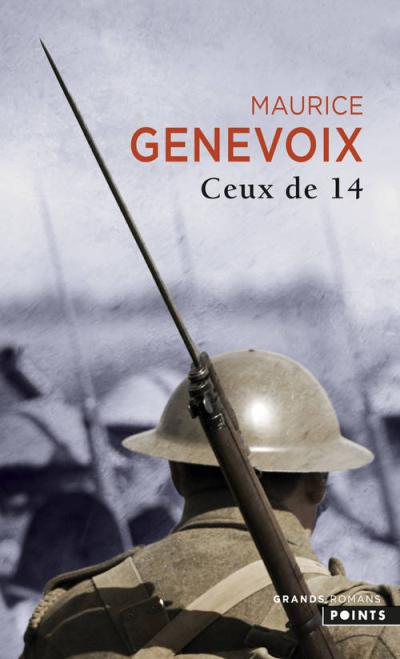 MAURICE
GENEVOIX
Ceux de 14
GRANDS ROMANS
POINTS